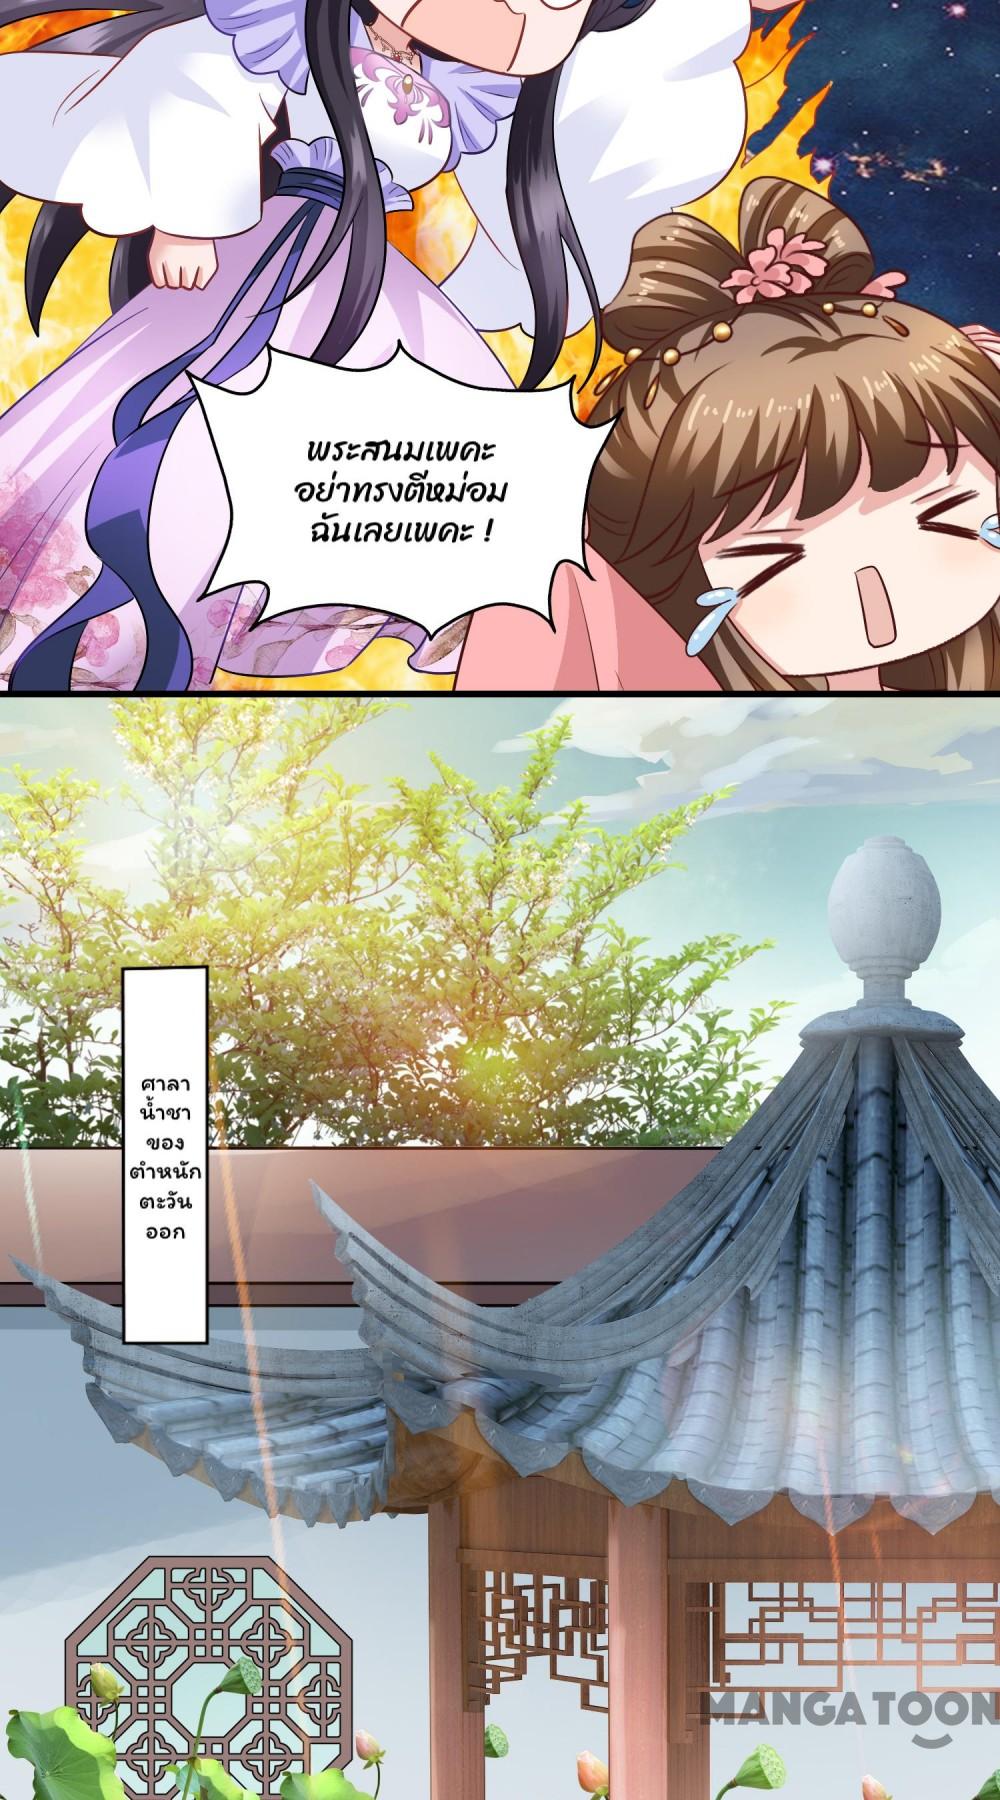 พระสนมเพคะ
อย่าทรงตีหม่อม
ฉันเลยเพคะ !
ศาลา
น้ำชา
ของ
ตำหนัก
ตะวัน
ออก
MANGATOON